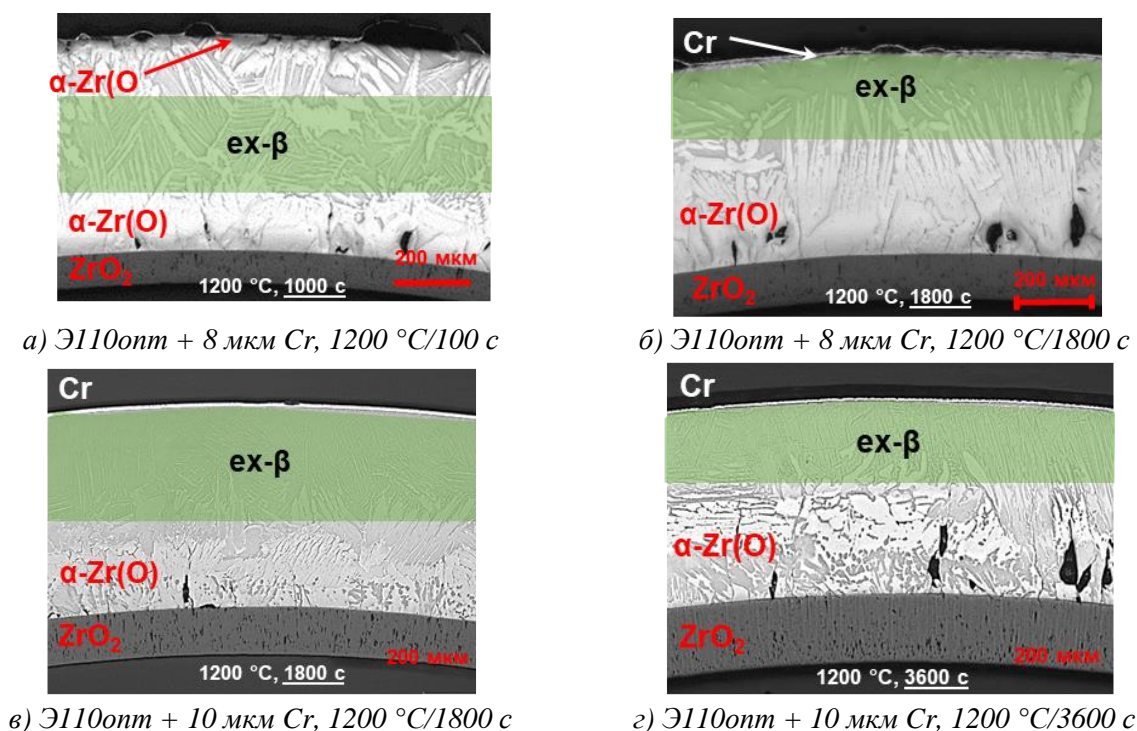 α-Zr(O
ex-β
α-Zr(O)
ZrO₂
200 мкм
1200 °C, 1000 с
Cr
ex-β
α-Zr(O)
ZrO₂
200 мкм
1200 °C, 1800 с
а) Э110опт + 8 мкм Cr, 1200 °С/100 с
б) Э110опт + 8 мкм Cr, 1200 °С/1800 с
Cr
ex-β
α-Zr(O)
ZrO₂
200 мкм
1200 °C, 1800 с
Cr
ex-β
α-Zr(O)
ZrO₂
200 мкм
1200 °C, 3600 с
в) Э110опт + 10 мкм Cr, 1200 °С/1800 с
г) Э110опт + 10 мкм Cr, 1200 °С/3600 с